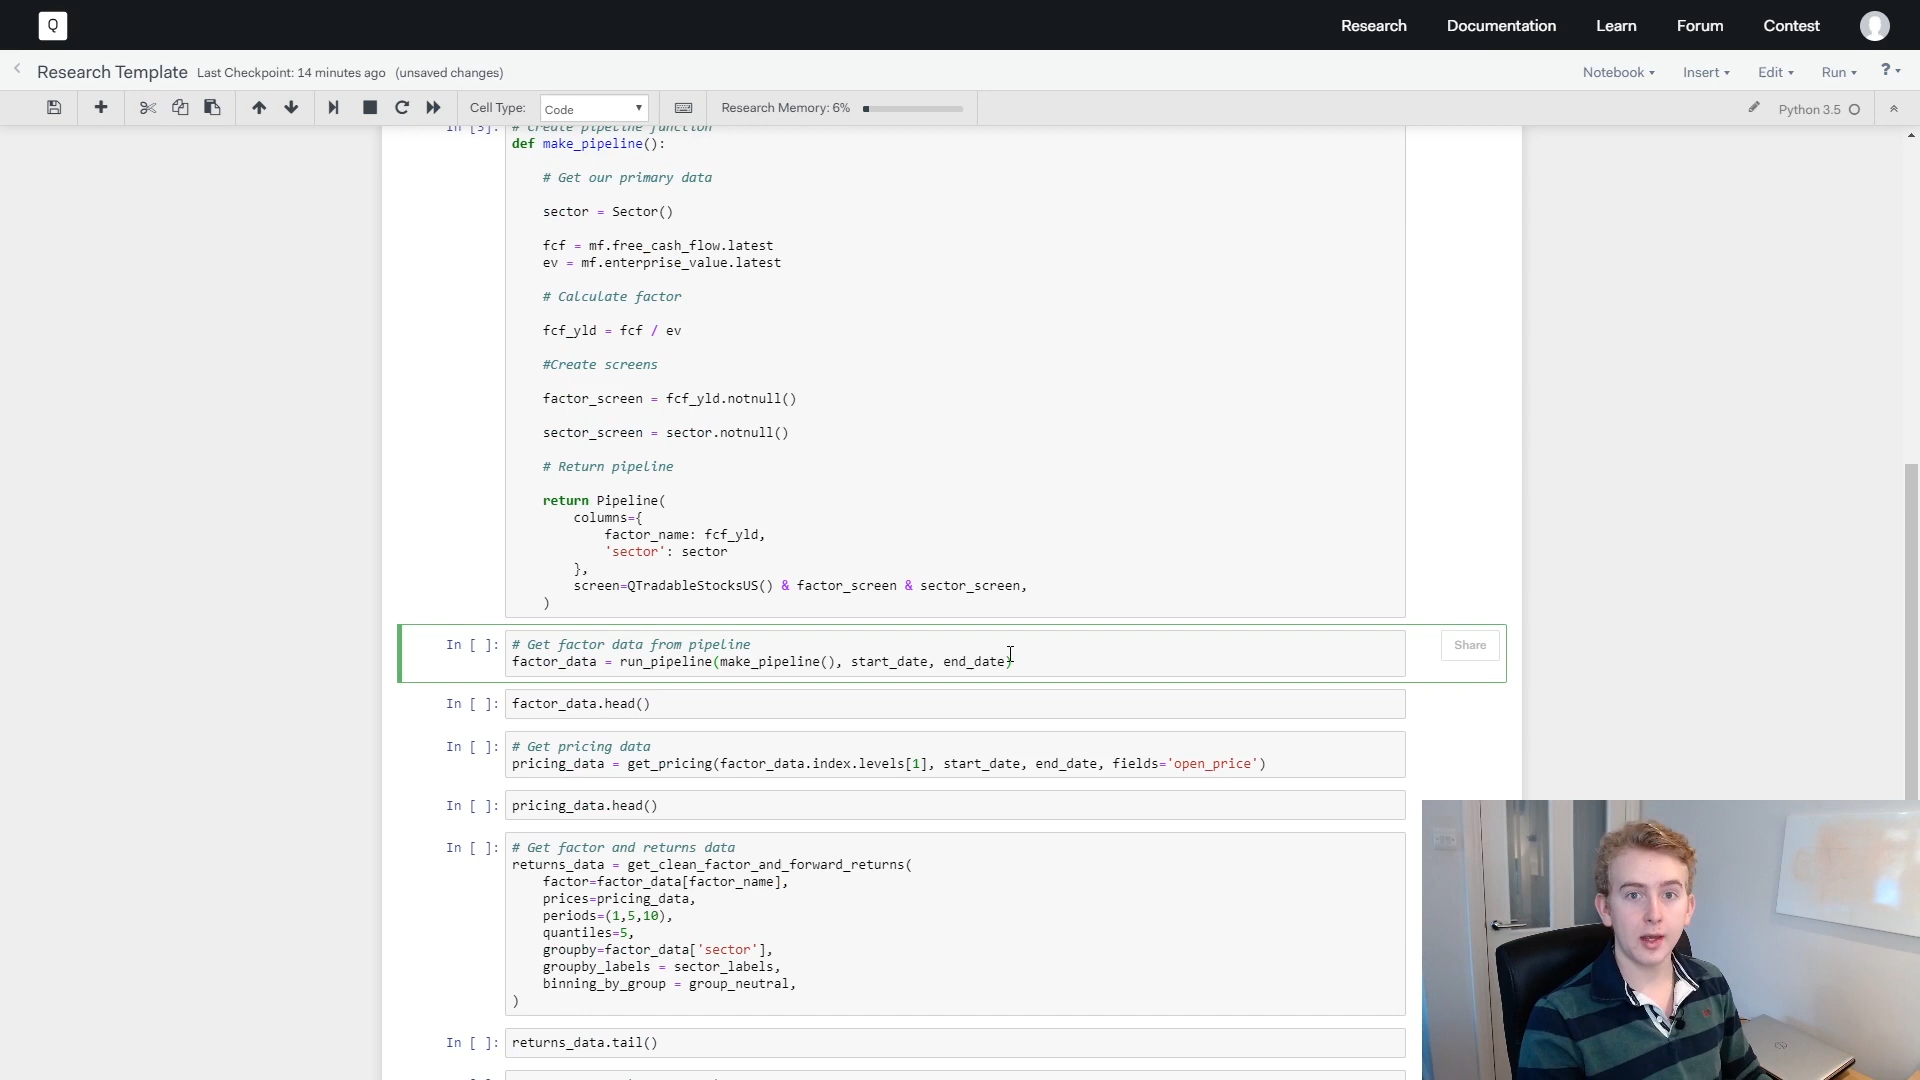 Q
Research
Documentation
Learn
Forum
Contest
Research Template
Last Checkpoint: 14 minutes ago
(unsaved changes)
Notebook
Insert
Edit
Run
?
Cell Type:
Code
Research Memory: 6%
Python 3.5
# Create pipeline function
def make_pipeline():
# Get our primary data
sector = Sector()
fcf = mf.free_cash_flow.latest
ev = mf.enterprise_value.latest
# Calculate factor
fcf_yld = fcf / ev
#Create screens
factor_screen = fcf_yld.notnull()
sector_screen = sector.notnull()
# Return pipeline
return Pipeline(
columns={
factor_name: fcf_yld,
'sector': sector
},
screen=QTradableStocksUS() & factor_screen & sector_screen,
)
In [ ]:
# Get factor data from pipeline
factor_data = run_pipeline(make_pipeline(), start_date, end_date)
Share
In [ ]:
factor_data.head()
In [ ]:
# Get pricing data
pricing_data = get_pricing(factor_data.index.levels[1], start_date, end_date, fields='open_price')
In [ ]:
pricing_data.head()
In [ ]:
# Get factor and returns data
returns_data = get_clean_factor_and_forward_returns(
factor=factor_data[factor_name],
prices=pricing_data,
periods=(1,5,10),
quantiles=5,
groupby=factor_data['sector'],
groupby_labels = sector_labels,
binning_by_group = group_neutral,
)
In [ ]:
returns_data.tail()